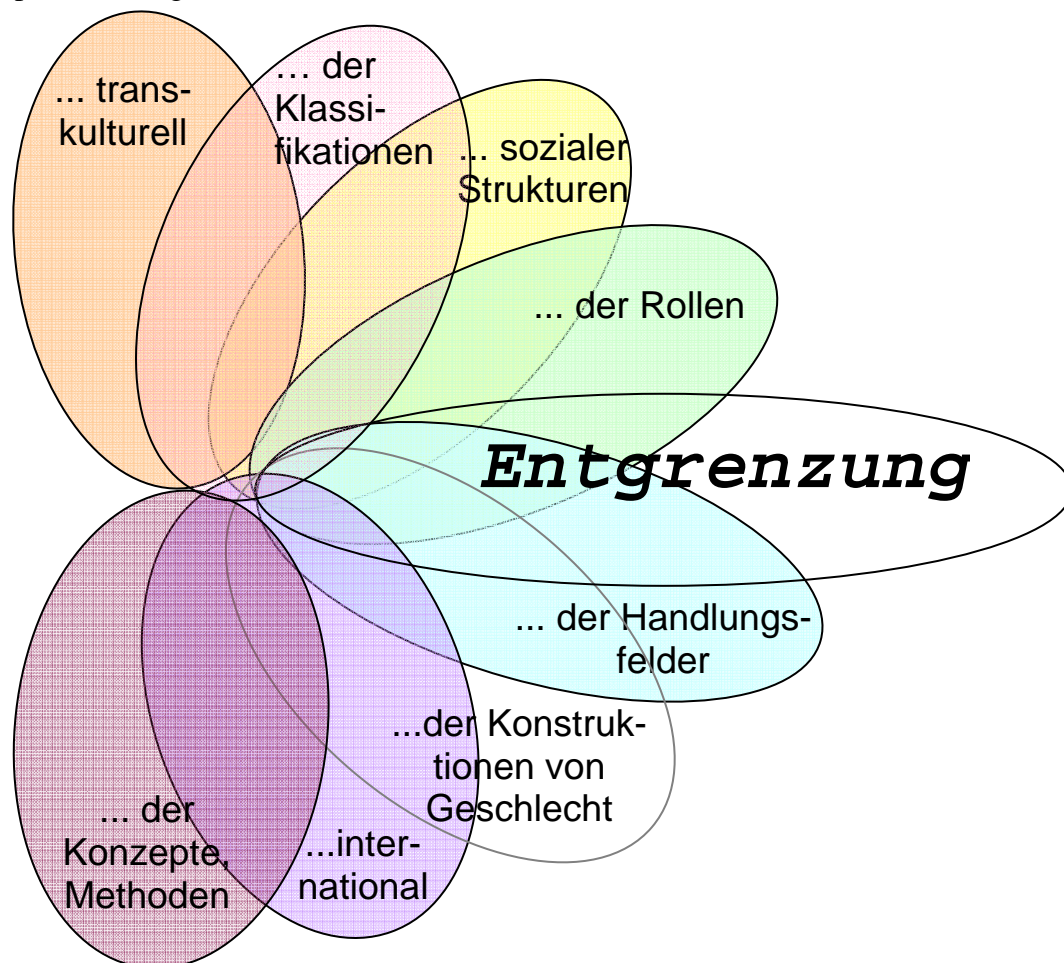 ... trans-
kulturell
... der
Klassi-
fikationen
... sozialer
Strukturen
... der Rollen
Entgrenzung
... der Handlungs-
felder
...der Konstruk-
tionen von
Geschlecht
...inter-
national
... der
Konzepte,
Methoden